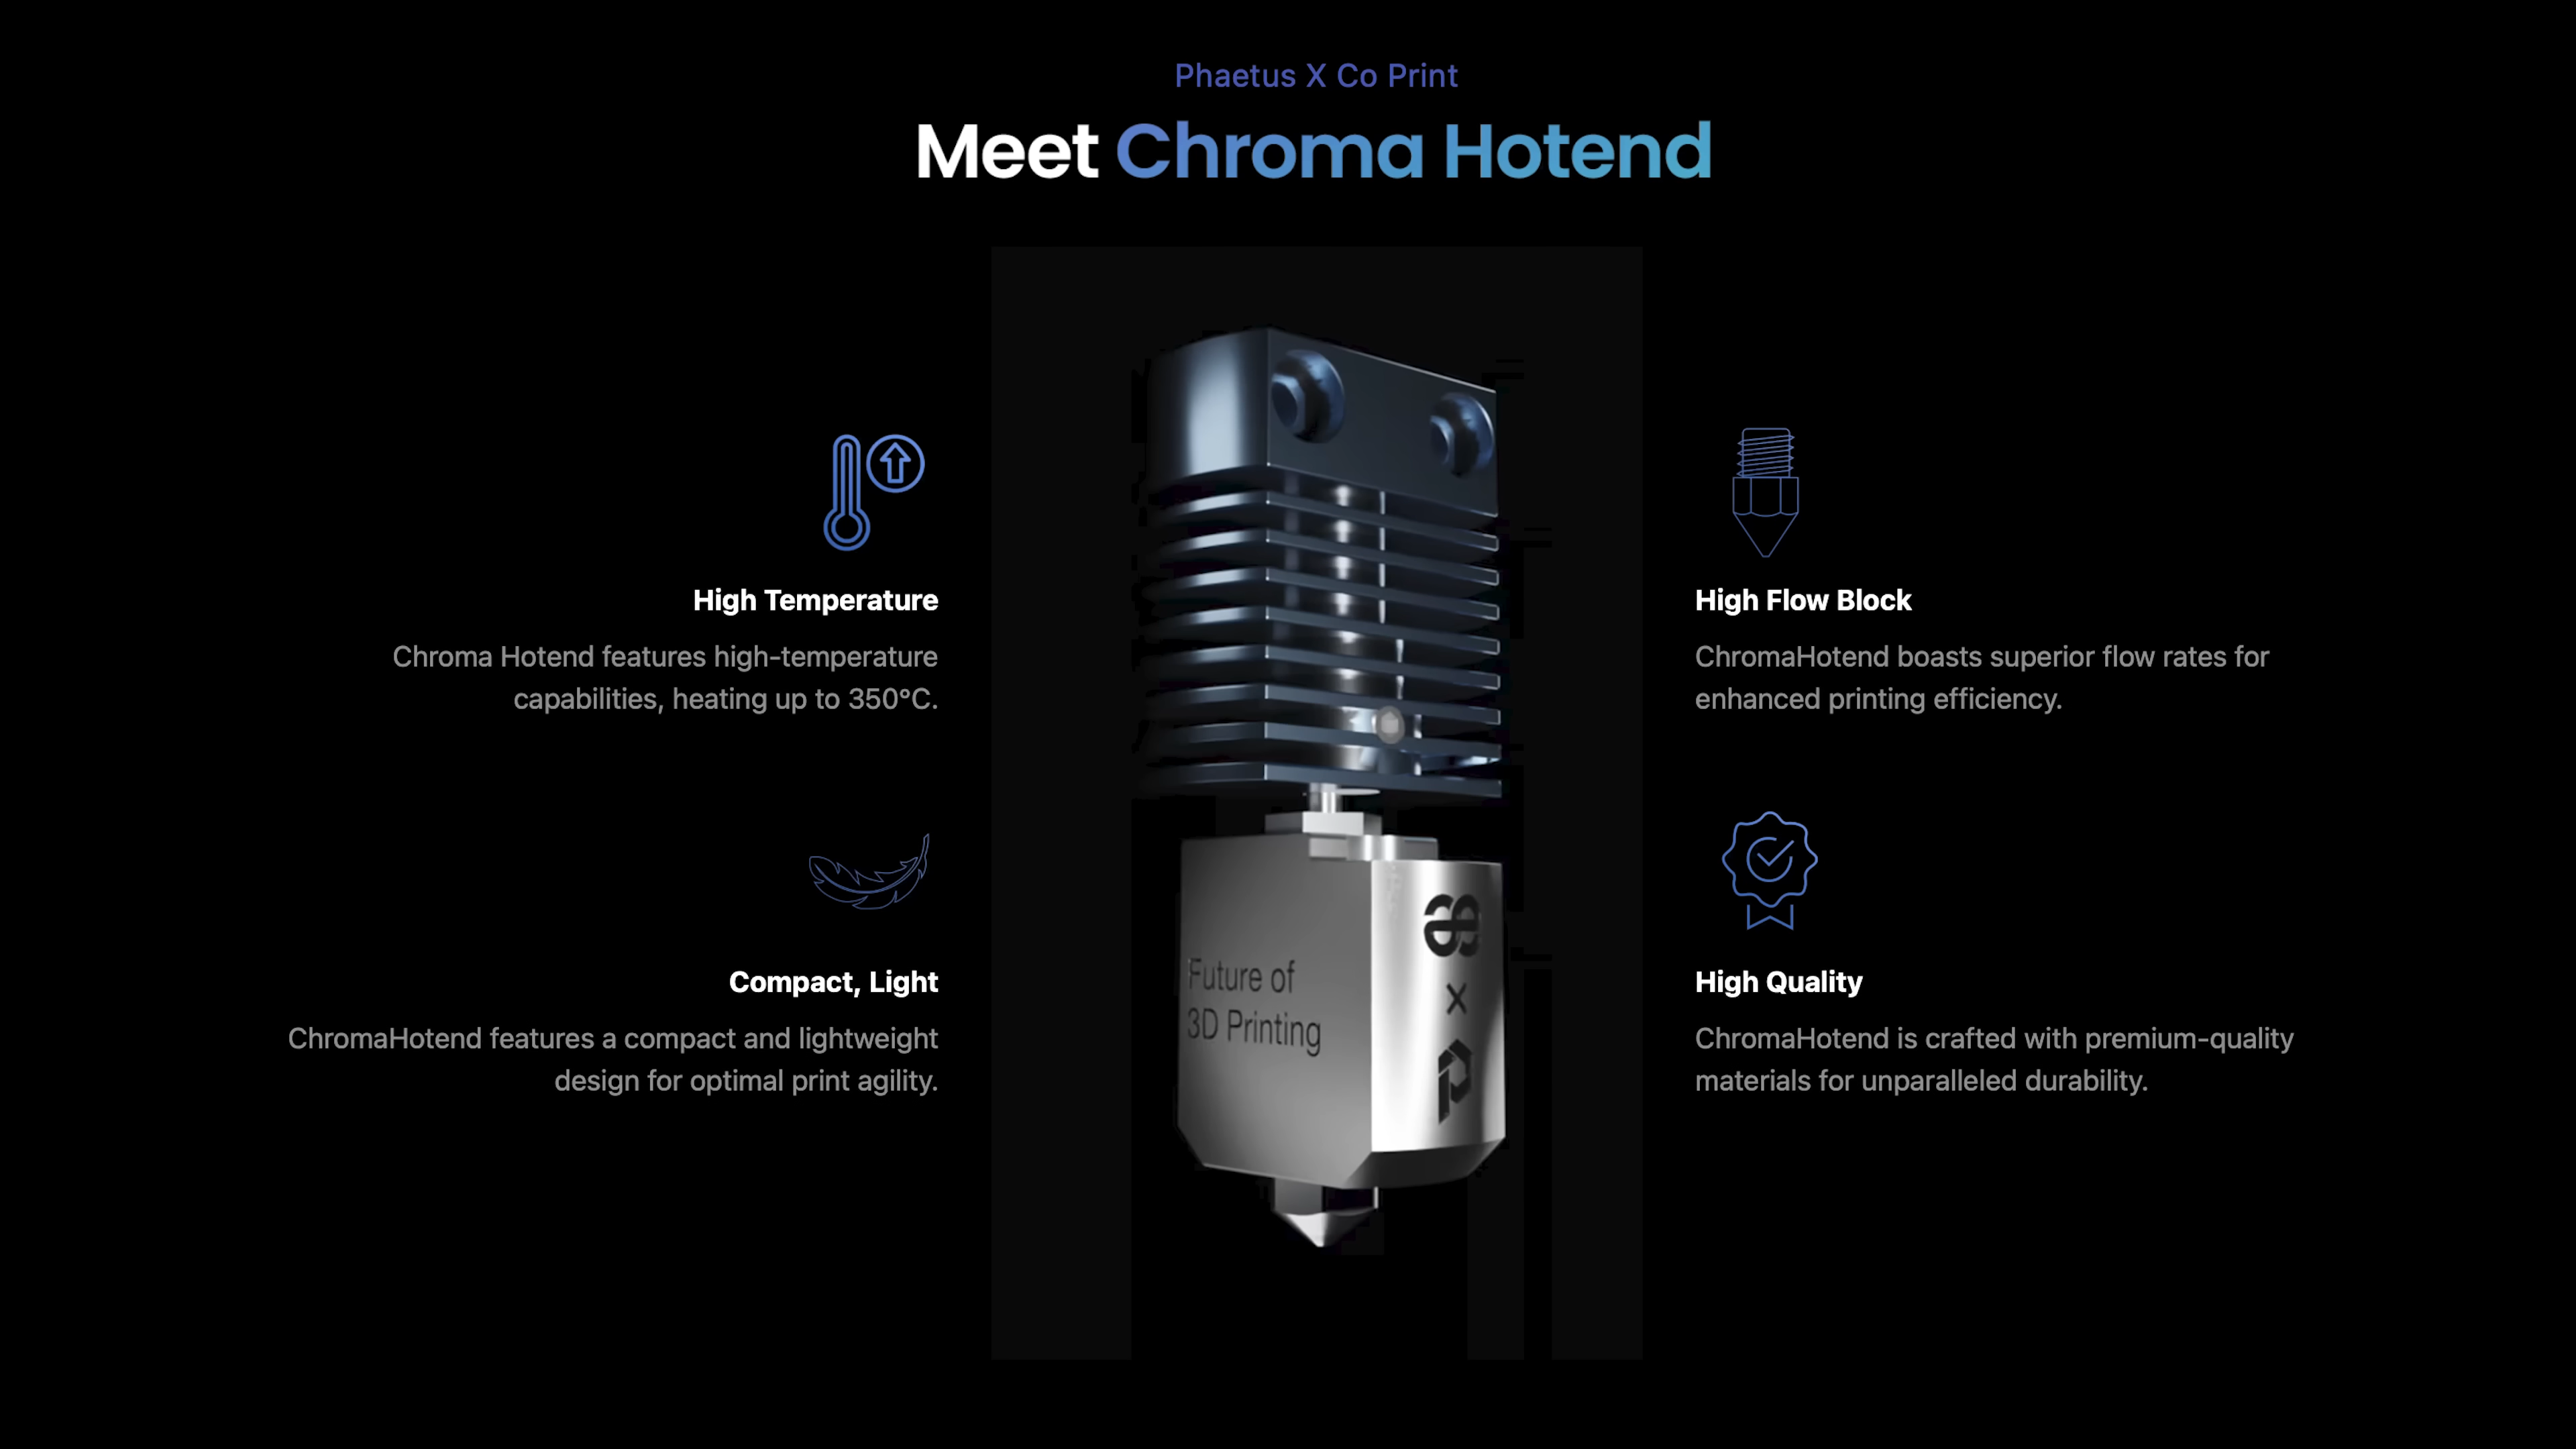 Phaetus X Co Print
Meet Chroma Hotend
High Temperature
Chroma Hotend features high-temperature
capabilities, heating up to 350°C.
Compact, Light
ChromaHotend features a compact and lightweight
design for optimal print agility.
Future of
3D Printing
x
High Flow Block
ChromaHotend boasts superior flow rates for
enhanced printing efficiency.
High Quality
ChromaHotend is crafted with premium-quality
materials for unparalleled durability.